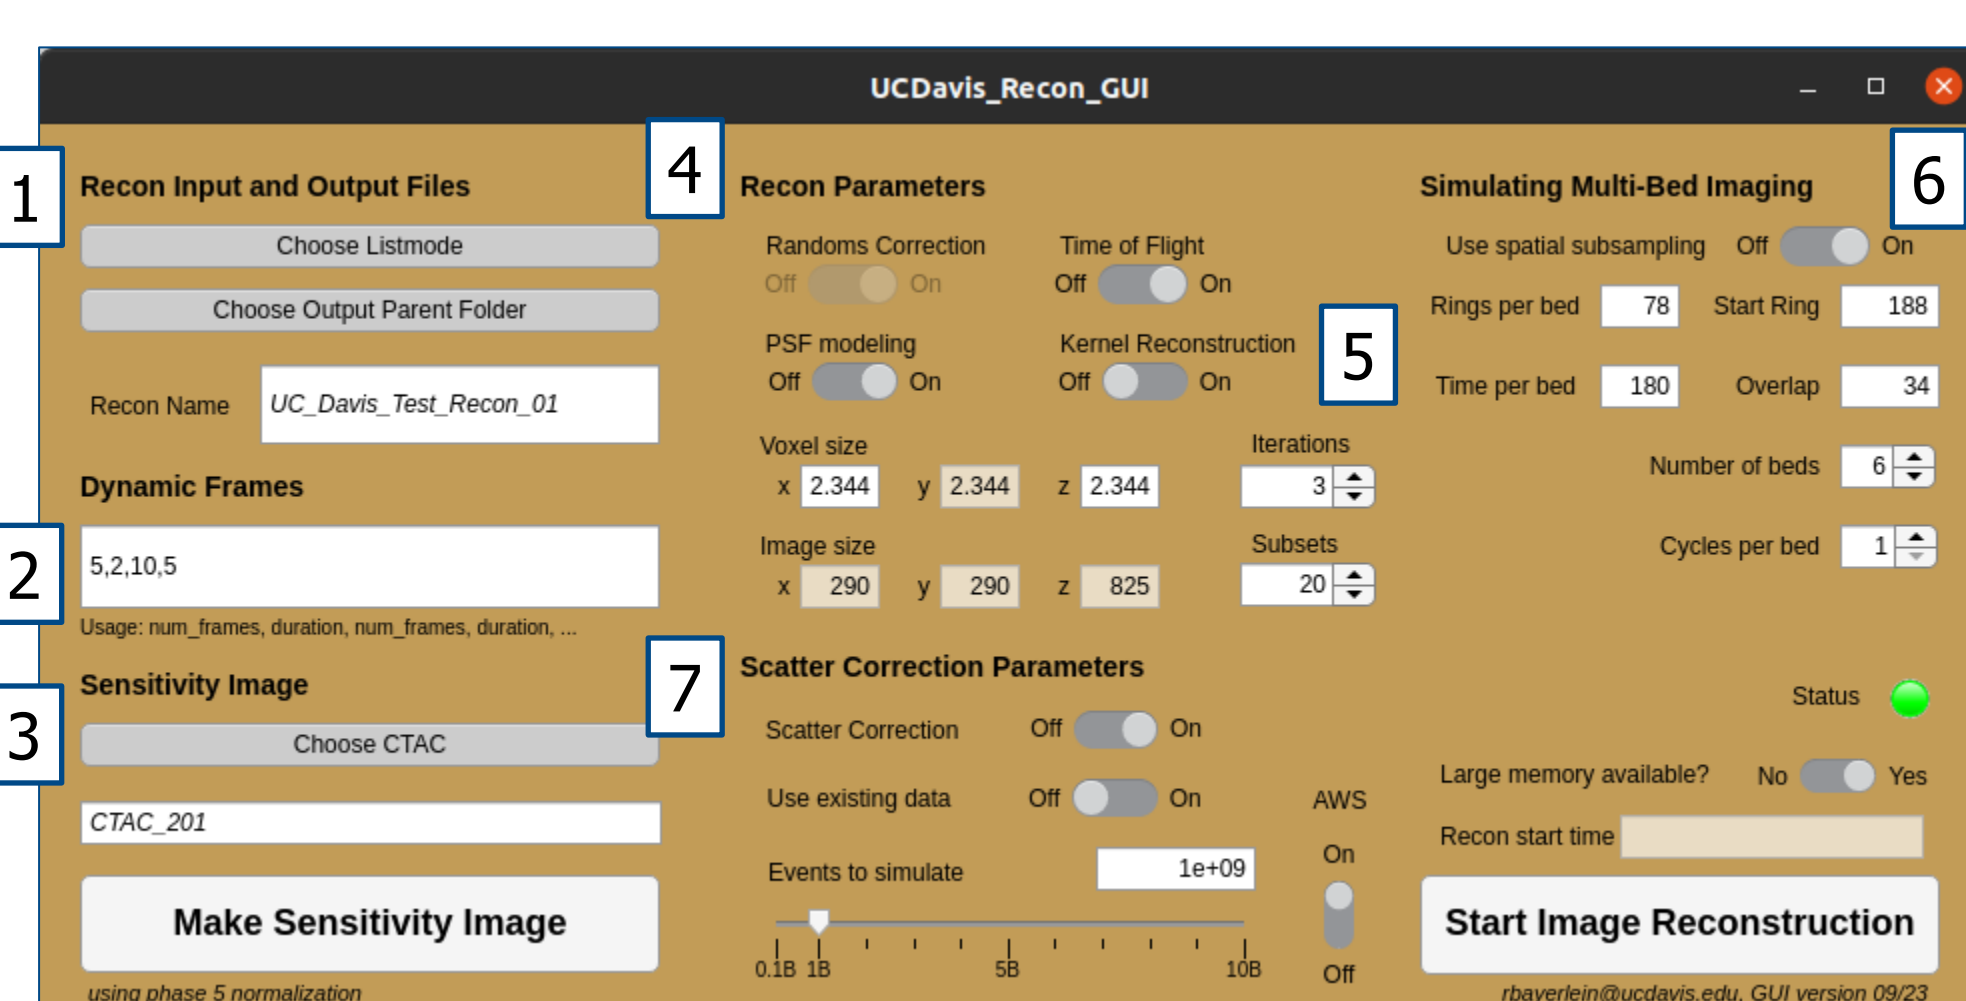 UCDavis_Recon_GUI
1
Recon Input and Output Files
Choose Listmode
Choose Output Parent Folder
Recon Name UC_Davis_Test_Recon_01
2
Dynamic Frames
5,2,10,5
Usage: num_frames, duration, num_frames, duration, ...
3
Sensitivity Image
Choose CTAC
CTAC_201
Make Sensitivity Image
using phase 5 normalization
4
Recon Parameters
Randoms Correction Time of Flight
Off On Off On
PSF modeling Kernel Reconstruction
Off On Off On
5
Voxel size Iterations
x 2.344 y 2.344 z 2.344 3
Image size Subsets
x 290 y 290 z 825 20
7
Scatter Correction Parameters
Scatter Correction Off On
Use existing data Off On
Events to simulate 1e+09
0.1B 1B 5B 10B
AWS
On
Off
6
Simulating Multi-Bed Imaging
Use spatial subsampling Off On
Rings per bed 78 Start Ring 188
Time per bed 180 Overlap 34
Number of beds 6
Cycles per bed 1
Status
Large memory available? No Yes
Recon start time
Start Image Reconstruction
rbayerlein@ucdavis.edu, GUI version 09/23